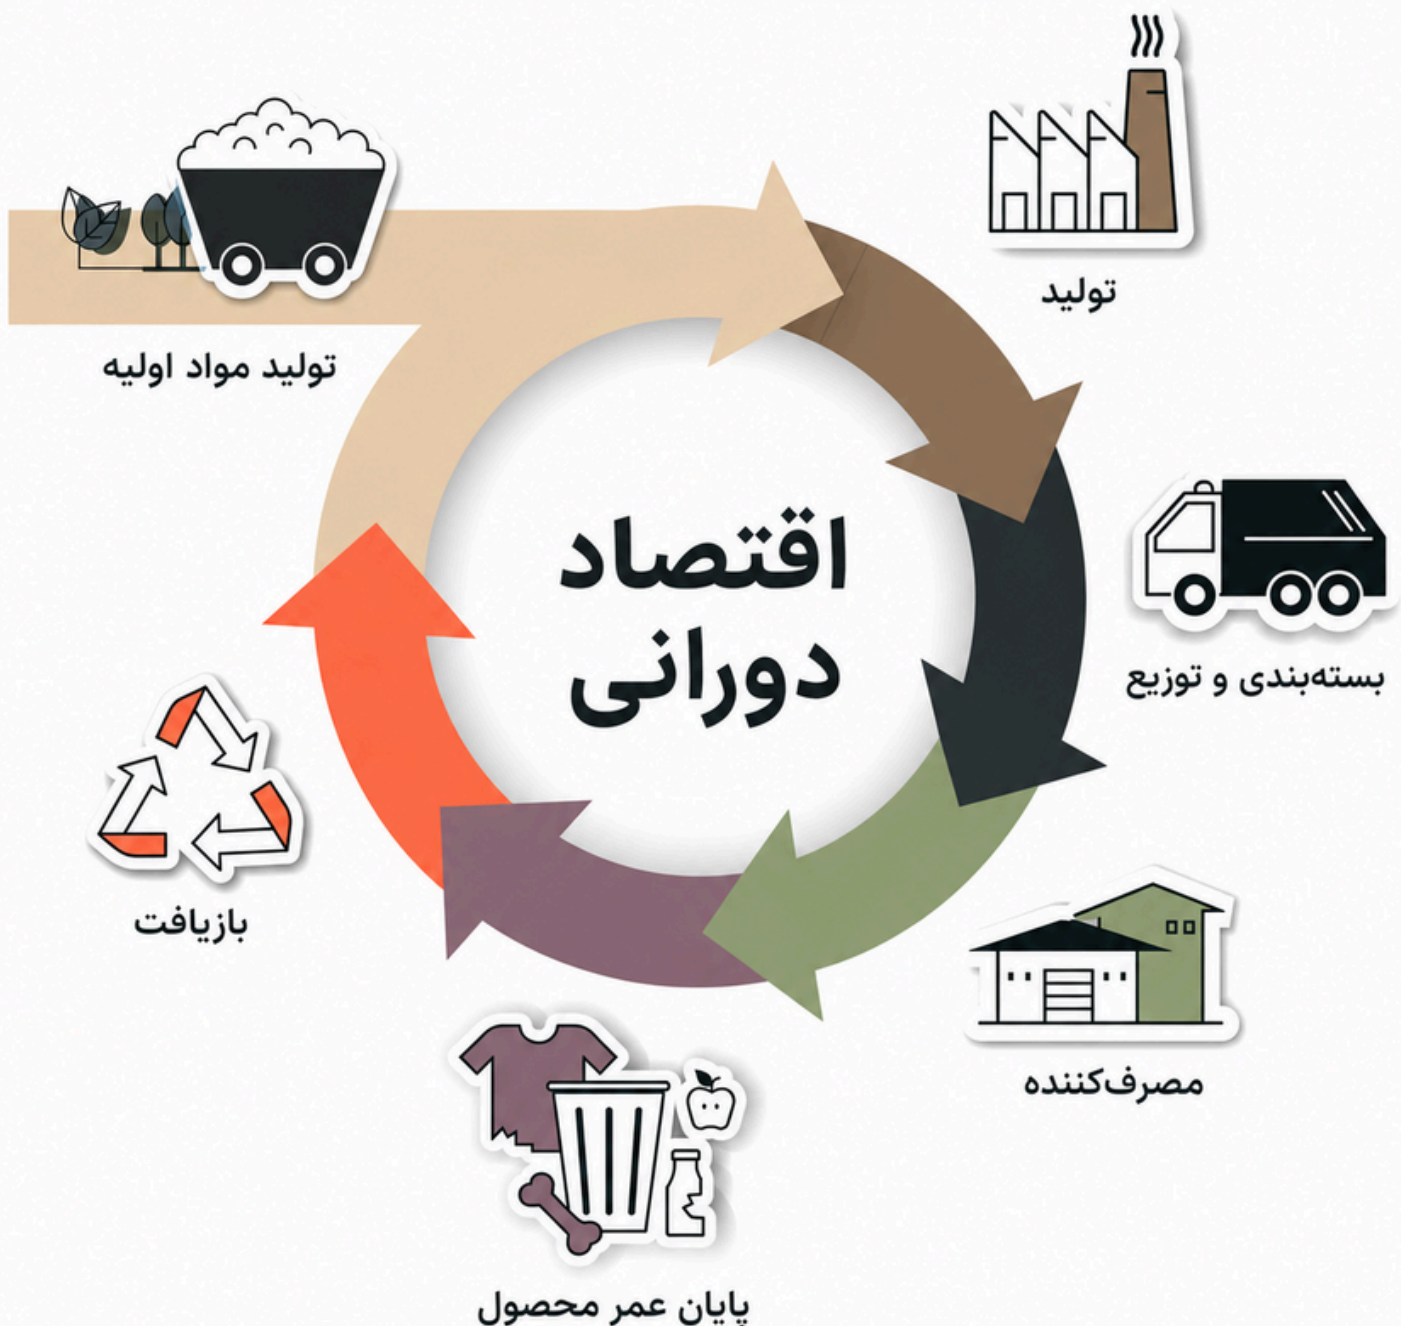 اقتصاد
دورانی
تولید مواد اولیه
تولید
بسته‌بندی و توزیع
مصرف‌کننده
پایان عمر محصول
بازیافت